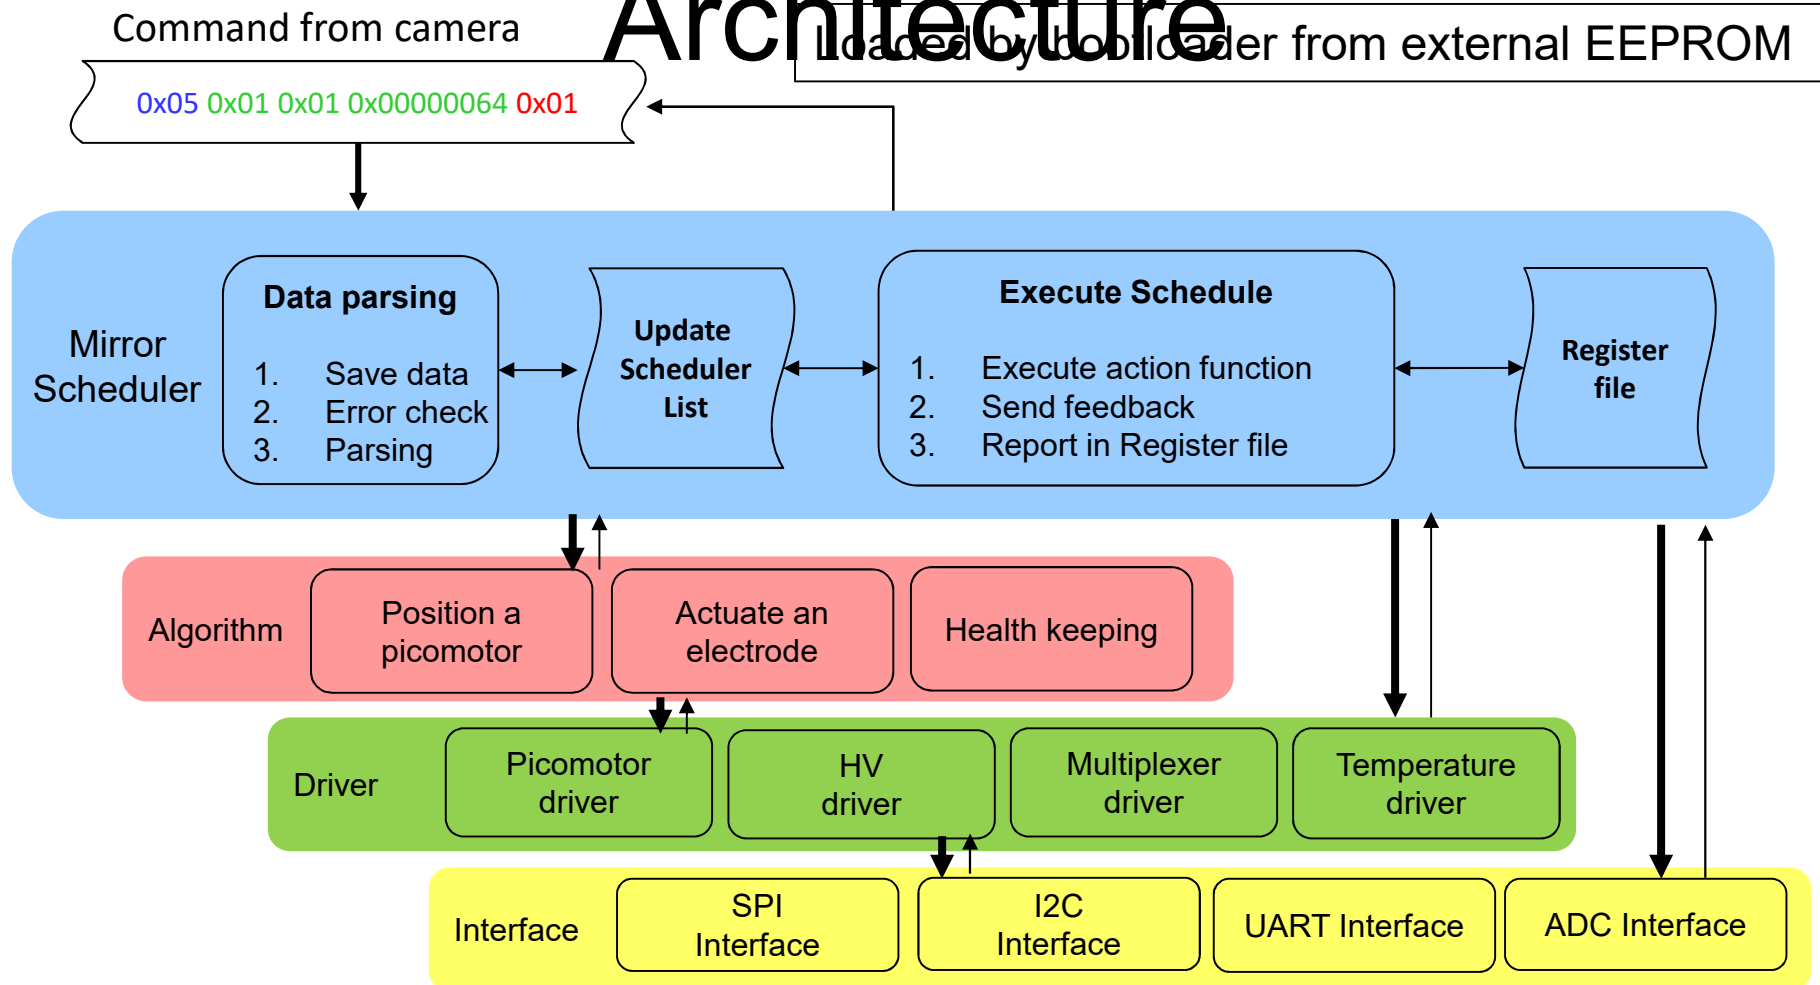 Architecture
Loaded by bootloader from external EEPROM
Command from camera
0x05 0x01 0x01 0x00000064 0x01
Mirror
Scheduler
Data parsing
1. Save data
2. Error check
3. Parsing
Update
Scheduler
List
Execute Schedule
1. Execute action function
2. Send feedback
3. Report in Register file
Register
file
Algorithm
Position a
picomotor
Actuate an
electrode
Health keeping
Driver
Picomotor
driver
HV
driver
Multiplexer
driver
Temperature
driver
Interface
SPI
Interface
I2C
Interface
UART Interface
ADC Interface